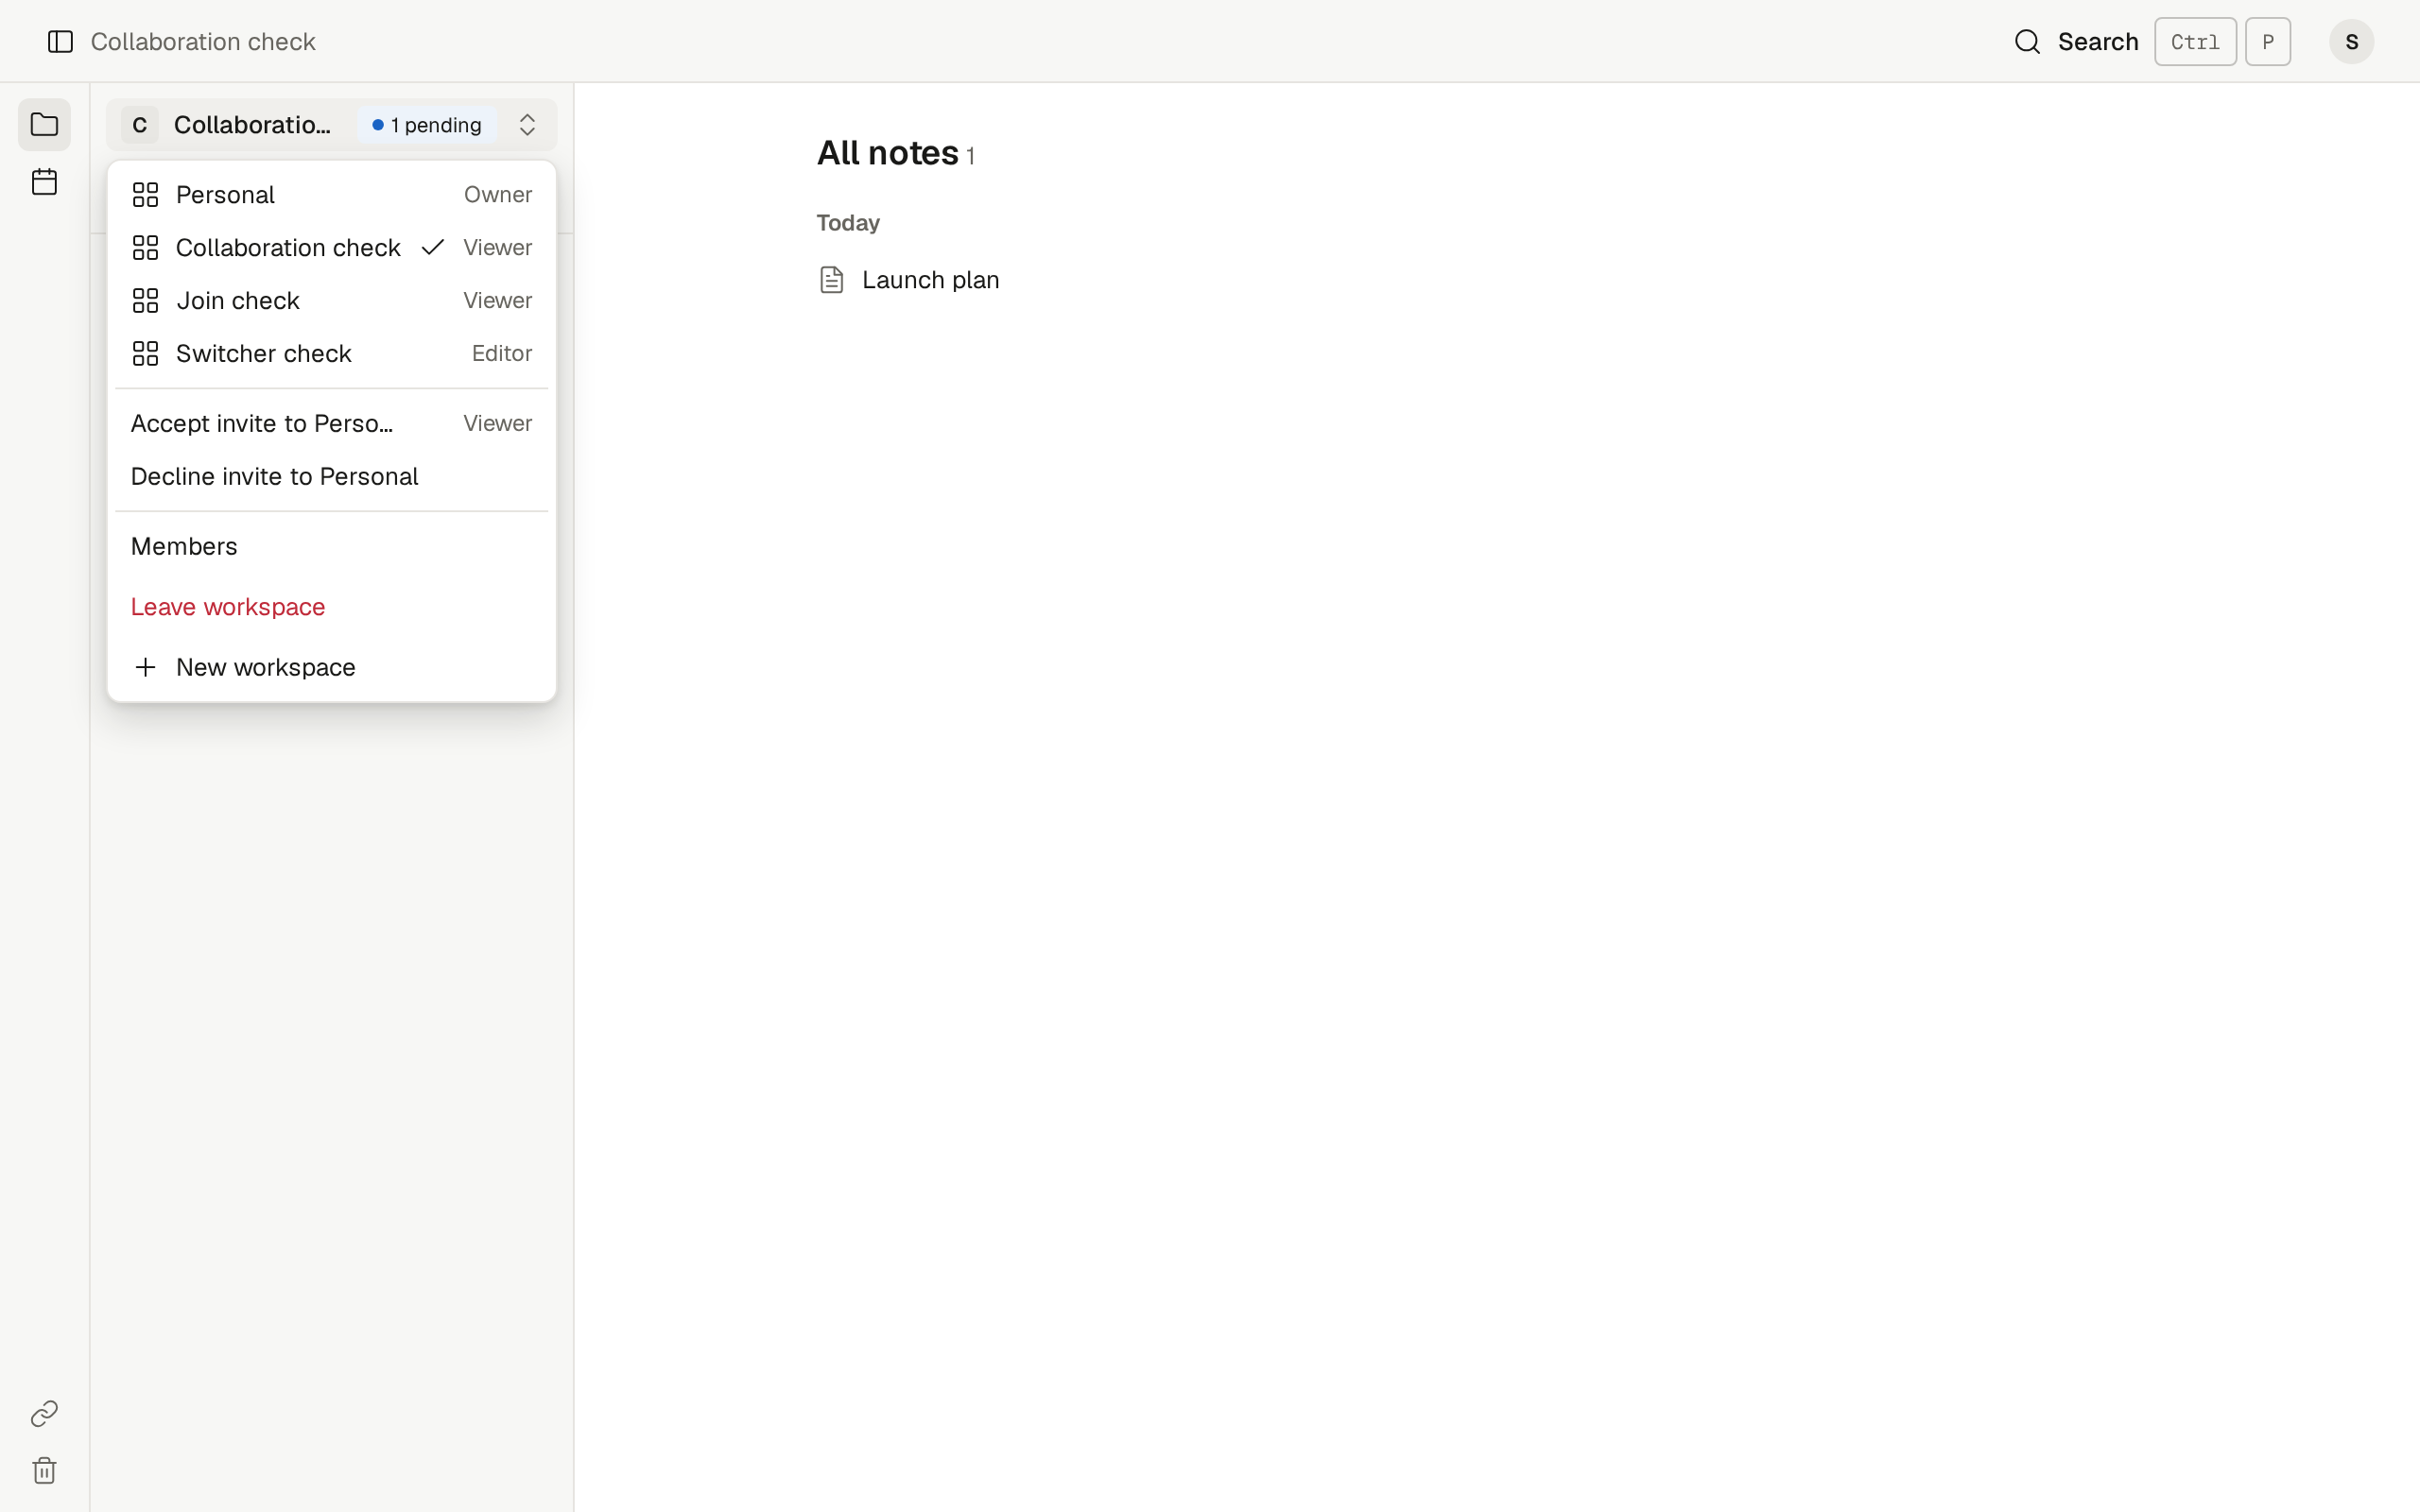 Collaboration check
Search Ctrl P S
C Collaboratio... 1 pending
Personal Owner
Collaboration check Viewer
Join check Viewer
Switcher check Editor
Accept invite to Perso... Viewer
Decline invite to Personal
Members
Leave workspace
New workspace
All notes 1
Today
Launch plan